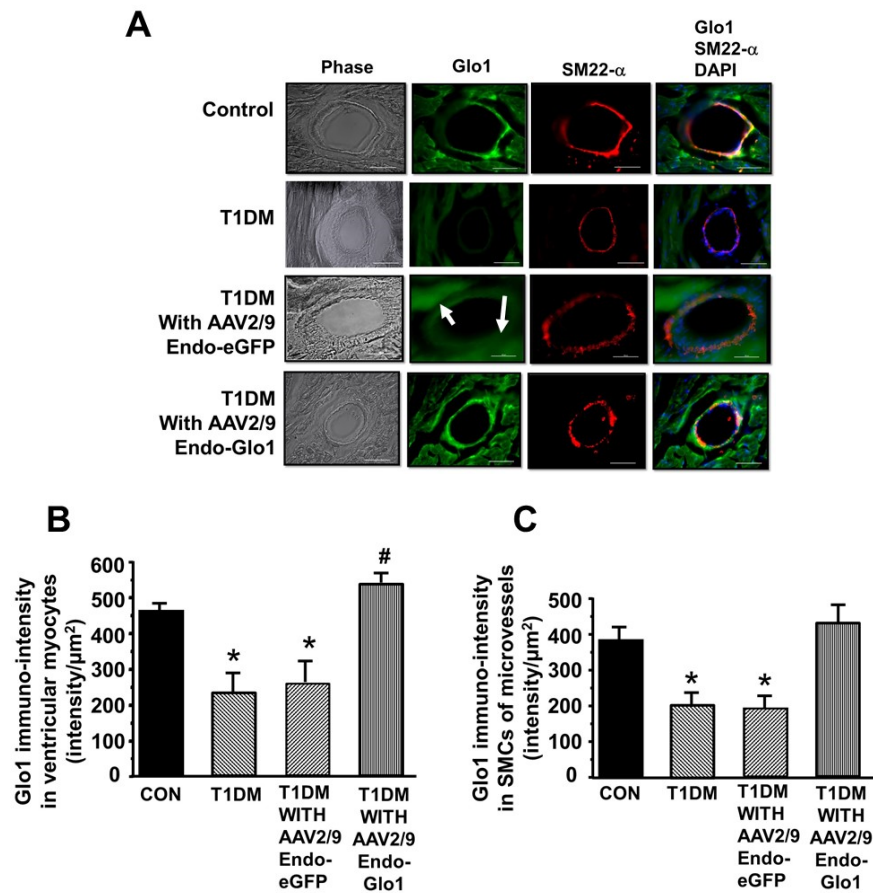 A
Phase
Glo1
SM22-α
Glo1
SM22-α
DAPI
Control
T1DM
T1DM
With AAV2/9
Endo-eGFP
T1DM
With AAV2/9
Endo-Glo1
B
Glo1 immuno-intensity
in ventricular myocytes
(intensity/µm²)
600
500
400
300
200
100
0
*
*
#
CON
T1DM
T1DM
WITH
AAV2/9
Endo-
eGFP
T1DM
WITH
AAV2/9
Endo-
Glo1
C
Glo1 immuno-intensity
in SMCs of microvessels
(intensity/µm²)
600
500
400
300
200
100
0
*
*
CON
T1DM
T1DM
WITH
AAV2/9
Endo-
eGFP
T1DM
WITH
AAV2/9
Endo-
Glo1